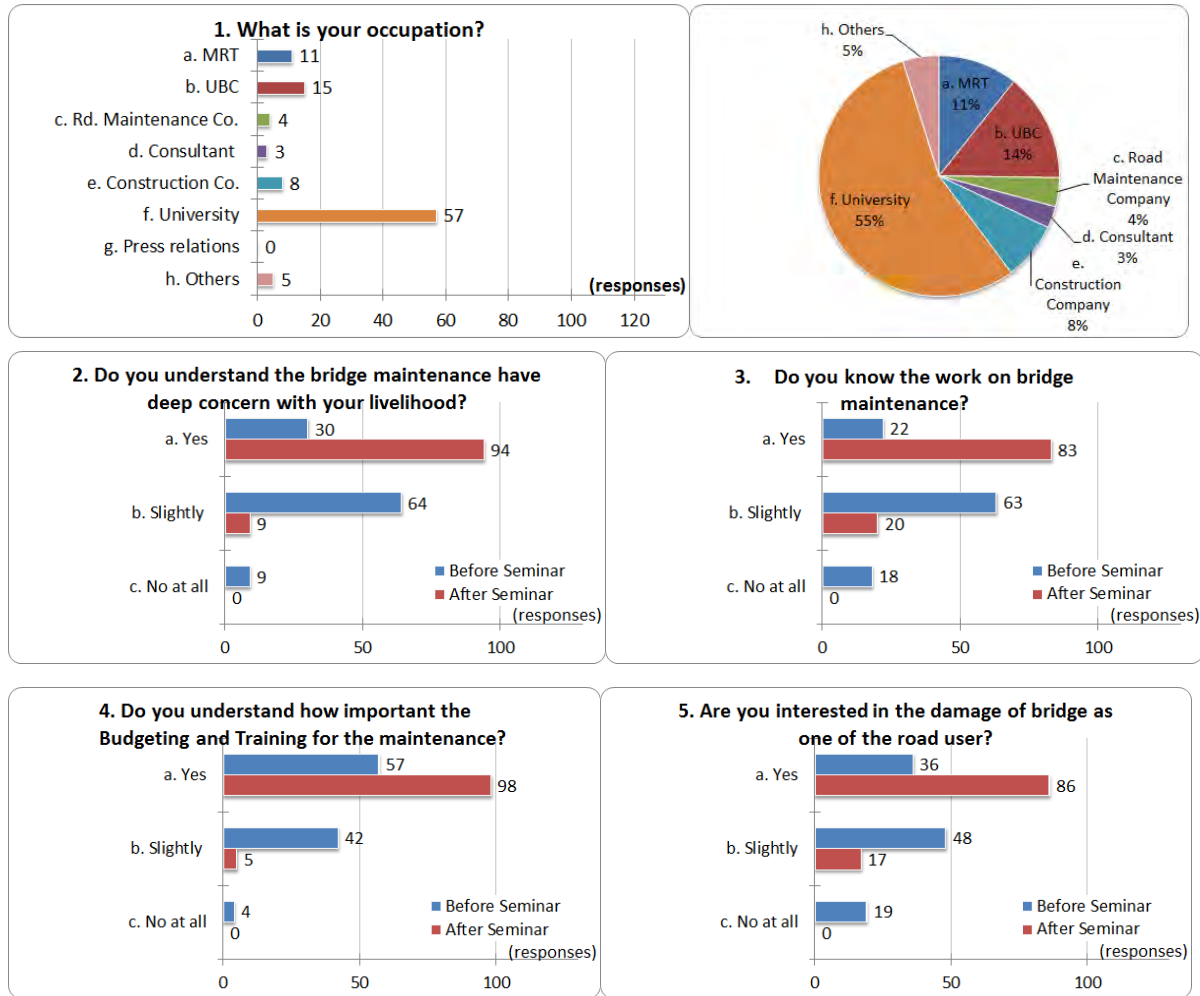 1. What is your occupation?
a. MRT 11
b. UBC 15
c. Rd. Maintenance Co. 4
d. Consultant 3
e. Construction Co. 8
f. University 57
g. Press relations 0
h. Others 5
(responses)
0 20 40 60 80 100 120
h. Others
5%
a. MRT
11%
b. UBC
14%
c. Road
Maintenance
Company
4%
d. Consultant
3%
e.
Construction
Company
8%
f. University
55%
2. Do you understand the bridge maintenance have
deep concern with your livelihood?
a. Yes 30
94
b. Slightly 64
9
c. No at all 9
0
Before Seminar
After Seminar
(responses)
0 50 100
3. Do you know the work on bridge
maintenance?
a. Yes 22
83
b. Slightly 63
20
c. No at all 18
0
Before Seminar
After Seminar
(responses)
0 50 100
4. Do you understand how important the
Budgeting and Training for the maintenance?
a. Yes 57
98
b. Slightly 42
5
c. No at all 4
0
Before Seminar
After Seminar
(responses)
0 50 100
5. Are you interested in the damage of bridge as
one of the road user?
a. Yes 36
86
b. Slightly 48
17
c. No at all 19
0
Before Seminar
After Seminar
(responses)
0 50 100